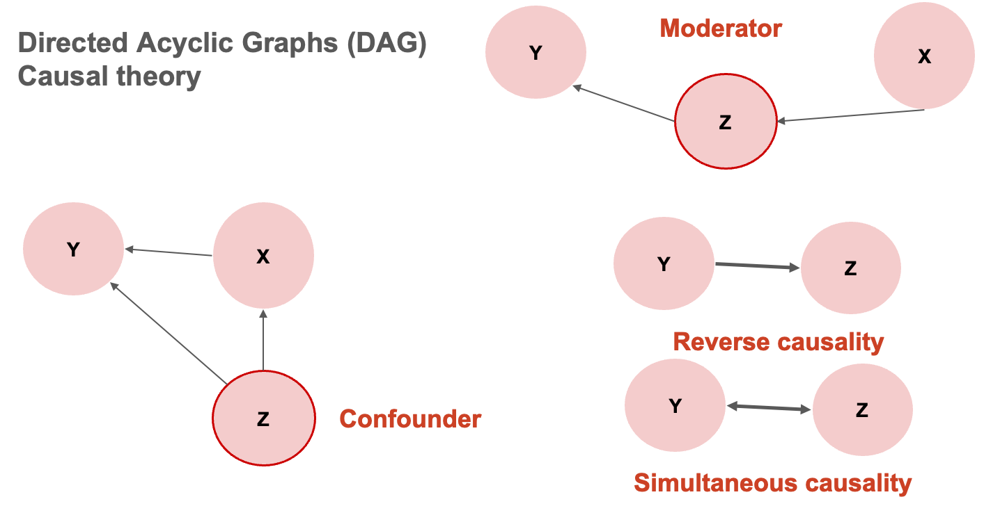 Directed Acyclic Graphs (DAG)
Causal theory
Moderator
Y
X
Z
Y
X
Z
Confounder
Y
Z
Reverse causality
Y
Z
Simultaneous causality